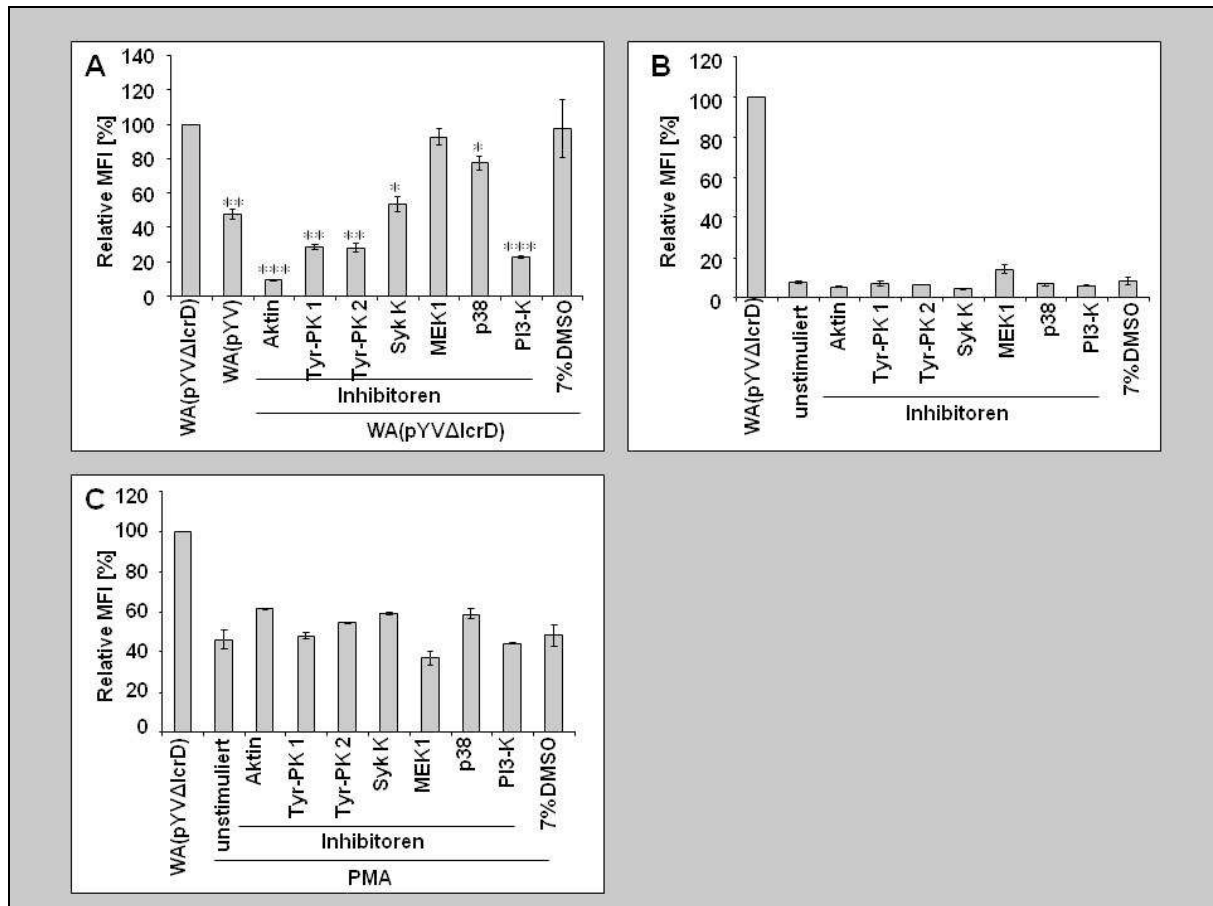 A
Relative MFI [%]
140
120
100
80
60
40
20
0
**
***
**
**
*
*
***
WA(pYVΔlcrD)
WA(pYV)
Aktin
Tyr-PK 1
Tyr-PK 2
Syk K
MEK1
p38
PI3-K
7%DMSO
Inhibitoren
WA(pYVΔlcrD)
B
Relative MFI [%]
120
100
80
60
40
20
0
WA(pYVΔlcrD)
unstimuliert
Aktin
Tyr-PK 1
Tyr-PK 2
Syk K
MEK1
p38
PI3-K
7%DMSO
Inhibitoren
C
Relative MFI [%]
120
100
80
60
40
20
0
WA(pYVΔlcrD)
unstimuliert
Aktin
Tyr-PK 1
Tyr-PK 2
Syk K
MEK1
p38
PI3-K
7%DMSO
Inhibitoren
PMA